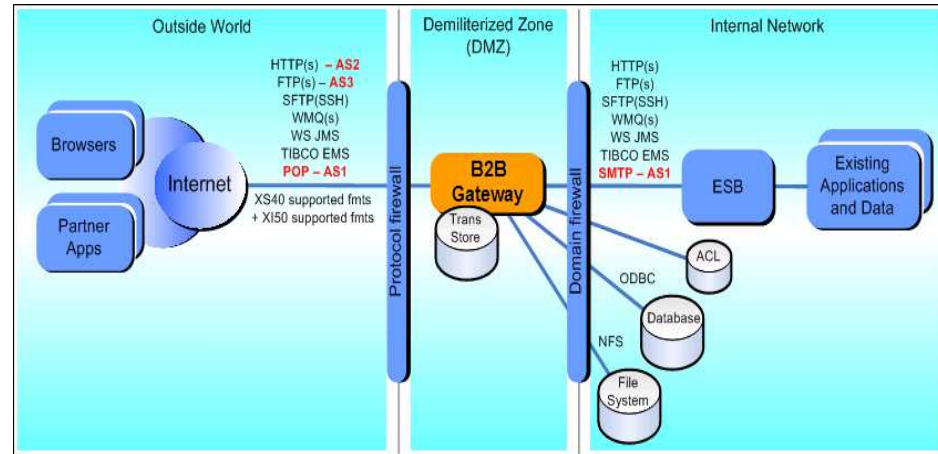 Outside World
Demiliterized Zone
(DMZ)
Internal Network
HTTP(s) – AS2
FTP(s) – AS3
SFTP(SSH)
WMQ(s)
WS JMS
TIBCO EMS
POP – AS1
XS40 supported fmts
+ XI50 supported fmts
Browsers
Partner
Apps
Internet
Protocol firewall
B2B
Gateway
Trans
Store
Domain firewall
HTTP(s)
FTP(s)
SFTP(SSH)
WMQ(s)
WS JMS
TIBCO EMS
SMTP – AS1
ESB
Existing
Applications
and Data
ACL
ODBC
Database
NFS
File
System